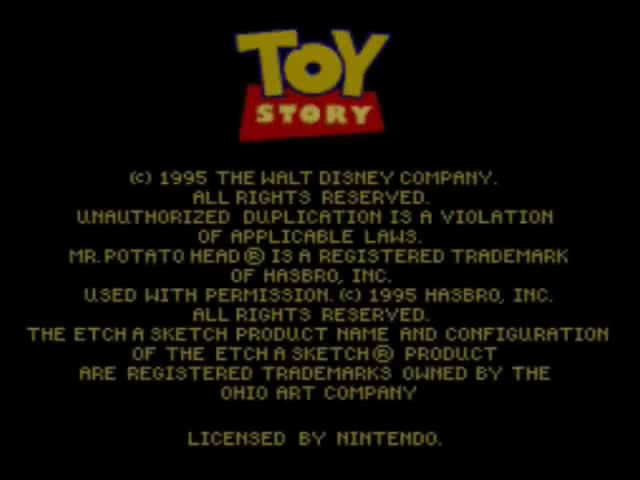 TOY
STORY
(c) 1995 THE WALT DISNEY COMPANY.
ALL RIGHTS RESERVED.
UNAUTHORIZED DUPLICATION IS A VIOLATION
OF APPLICABLE LAWS.
MR. POTATO HEAD® IS A REGISTERED TRADEMARK
OF HASBRO, INC.
USED WITH PERMISSION. (c) 1995 HASBRO, INC.
ALL RIGHTS RESERVED.
THE ETCH A SKETCH PRODUCT NAME AND CONFIGURATION
OF THE ETCH A SKETCH® PRODUCT
ARE REGISTERED TRADEMARKS OWNED BY THE
OHIO ART COMPANY
LICENSED BY NINTENDO.